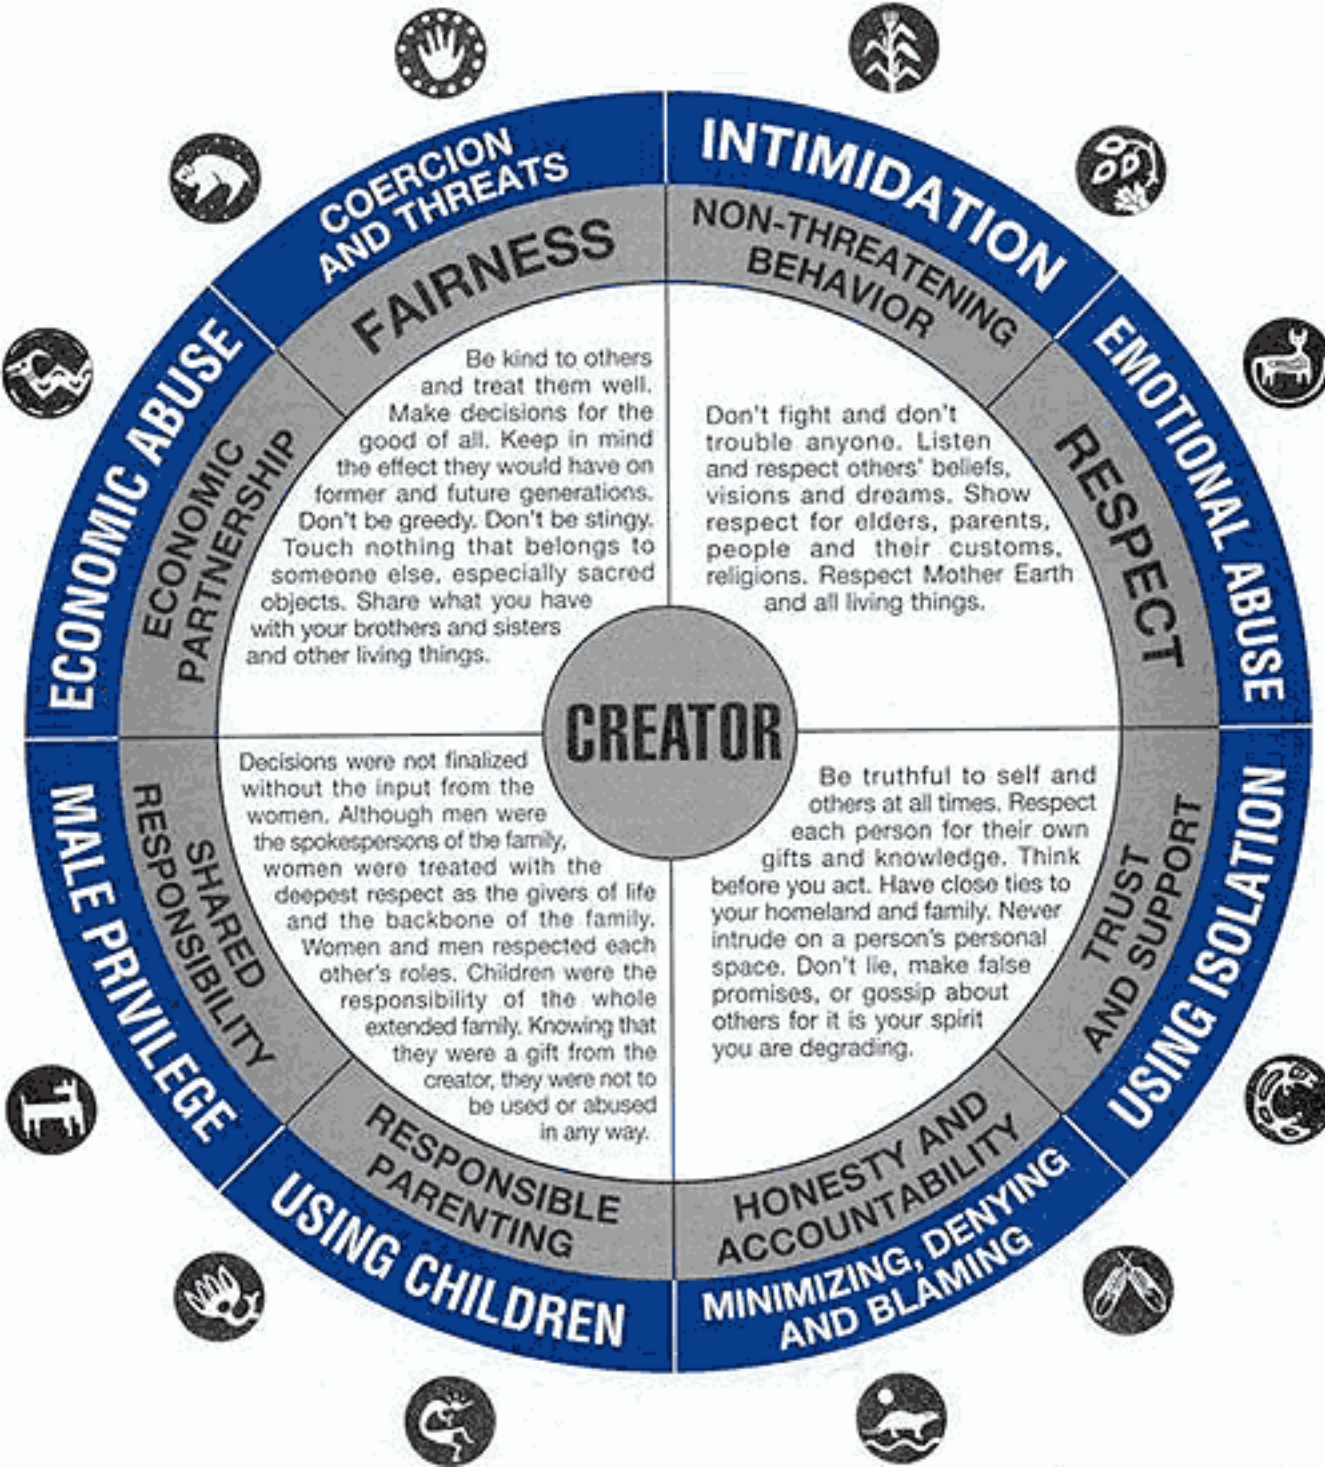 COERCION
AND THREATS
INTIMIDATION
EMOTIONAL ABUSE
USING ISOLATION
MINIMIZING, DENYING
AND BLAMING
USING CHILDREN
MALE PRIVILEGE
ECONOMIC ABUSE
FAIRNESS
NON-THREATENING
BEHAVIOR
RESPECT
TRUST
AND SUPPORT
HONESTY AND
ACCOUNTABILITY
RESPONSIBLE
PARENTING
SHARED
RESPONSIBILITY
ECONOMIC
PARTNERSHIP
Be kind to others
and treat them well.
Make decisions for the
good of all. Keep in mind
the effect they would have on
former and future generations.
Don't be greedy. Don't be stingy.
Touch nothing that belongs to
someone else, especially sacred
objects. Share what you have
with your brothers and sisters
and other living things.
Don't fight and don't
trouble anyone. Listen
and respect others' beliefs,
visions and dreams. Show
respect for elders, parents,
people and their customs,
religions. Respect Mother Earth
and all living things.
CREATOR
Decisions were not finalized
without the input from the
women. Although men were
the spokespersons of the family,
women were treated with the
deepest respect as the givers of life
and the backbone of the family.
Women and men respected each
other's roles. Children were the
responsibility of the whole
extended family. Knowing that
they were a gift from the
creator, they were not to
be used or abused
in any way.
Be truthful to self and
others at all times. Respect
each person for their own
gifts and knowledge. Think
before you act. Have close ties to
your homeland and family. Never
intrude on a person's personal
space. Don't lie, make false
promises, or gossip about
others for it is your spirit
you are degrading.